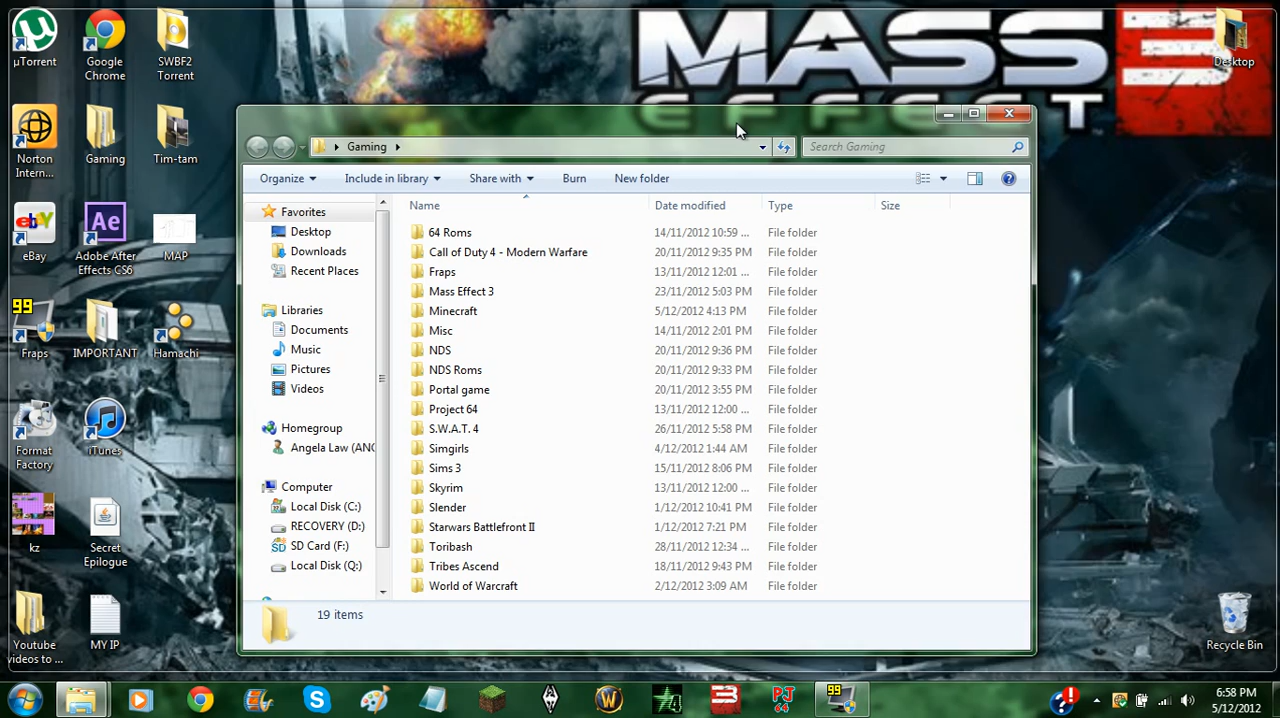 MASS
EFFECT
3
µTorrent
Google
Chrome
SWBF2
Torrent
Desktop
Norton
Intern...
Gaming
Tim-tam
ebY
eBay
Ae
Adobe After
Effects CS6
MAP
99
Fraps
IMPORTANT
Hamachi
Format
Factory
iTunes
kz
Secret
Epilogue
Youtube
videos to ...
MY IP
Recycle Bin
Gaming
Search Gaming
Organize
Include in library
Share with
Burn
New folder
Favorites
Desktop
Downloads
Recent Places
Libraries
Documents
Music
Pictures
Videos
Homegroup
Angela Law (ANG
Computer
Local Disk (C:)
RECOVERY (D:)
SD Card (F:)
Local Disk (Q:)
Name Date modified Type Size
64 Roms 14/11/2012 10:59 ... File folder
Call of Duty 4 - Modern Warfare 20/11/2012 9:35 PM File folder
Fraps 13/11/2012 12:01 ... File folder
Mass Effect 3 23/11/2012 5:03 PM File folder
Minecraft 5/12/2012 4:13 PM File folder
Misc 14/11/2012 2:01 PM File folder
NDS 20/11/2012 9:36 PM File folder
NDS Roms 20/11/2012 9:33 PM File folder
Portal game 20/11/2012 3:55 PM File folder
Project 64 13/11/2012 12:00 ... File folder
S.W.A.T. 4 26/11/2012 5:58 PM File folder
Simgirls 4/12/2012 1:44 AM File folder
Sims 3 15/11/2012 8:06 PM File folder
Skyrim 13/11/2012 12:00 ... File folder
Slender 1/12/2012 10:41 PM File folder
Starwars Battlefront II 1/12/2012 7:21 PM File folder
Toribash 28/11/2012 12:34 ... File folder
Tribes Ascend 18/11/2012 9:43 PM File folder
World of Warcraft 2/12/2012 3:09 AM File folder
19 items
6:58 PM
5/12/2012